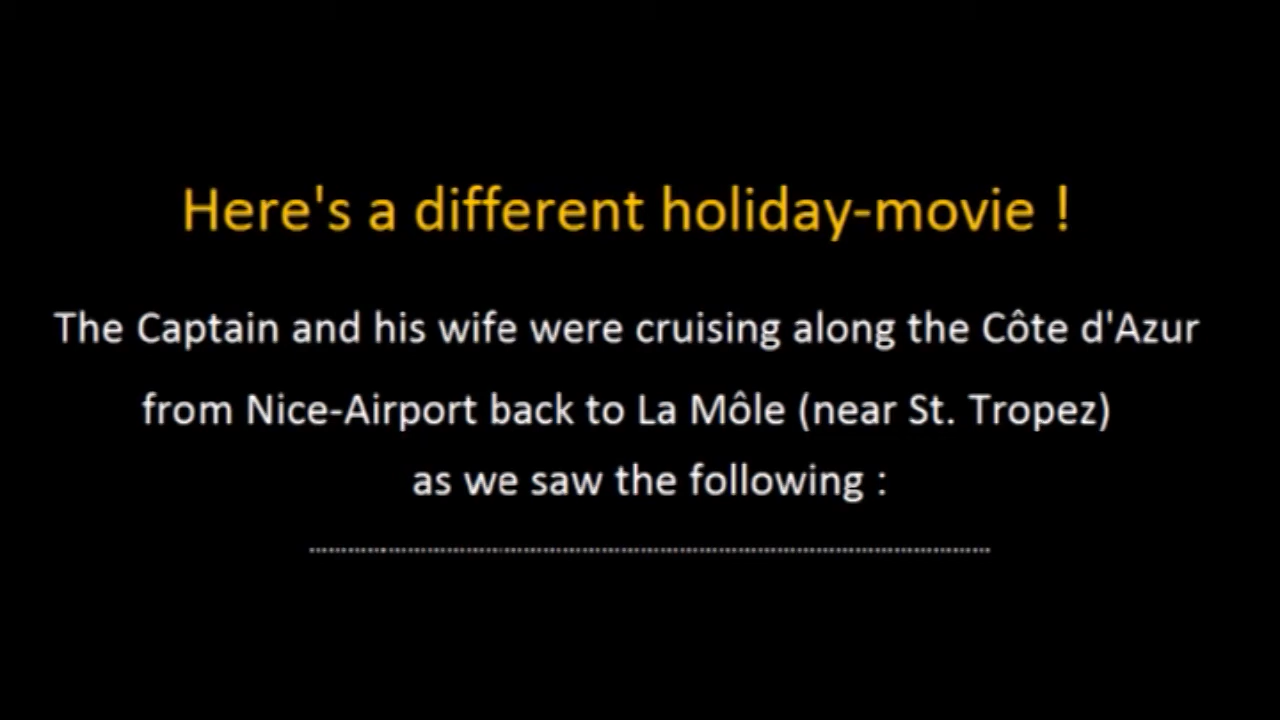 Here's a different holiday-movie !
The Captain and his wife were cruising along the Côte d'Azur
from Nice-Airport back to La Môle (near St. Tropez)
as we saw the following :